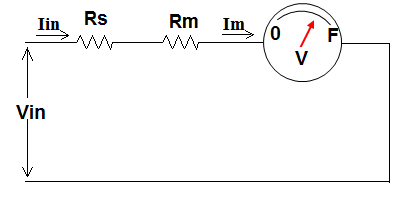 Iin Rs Rm Im
0 F
V
Vin